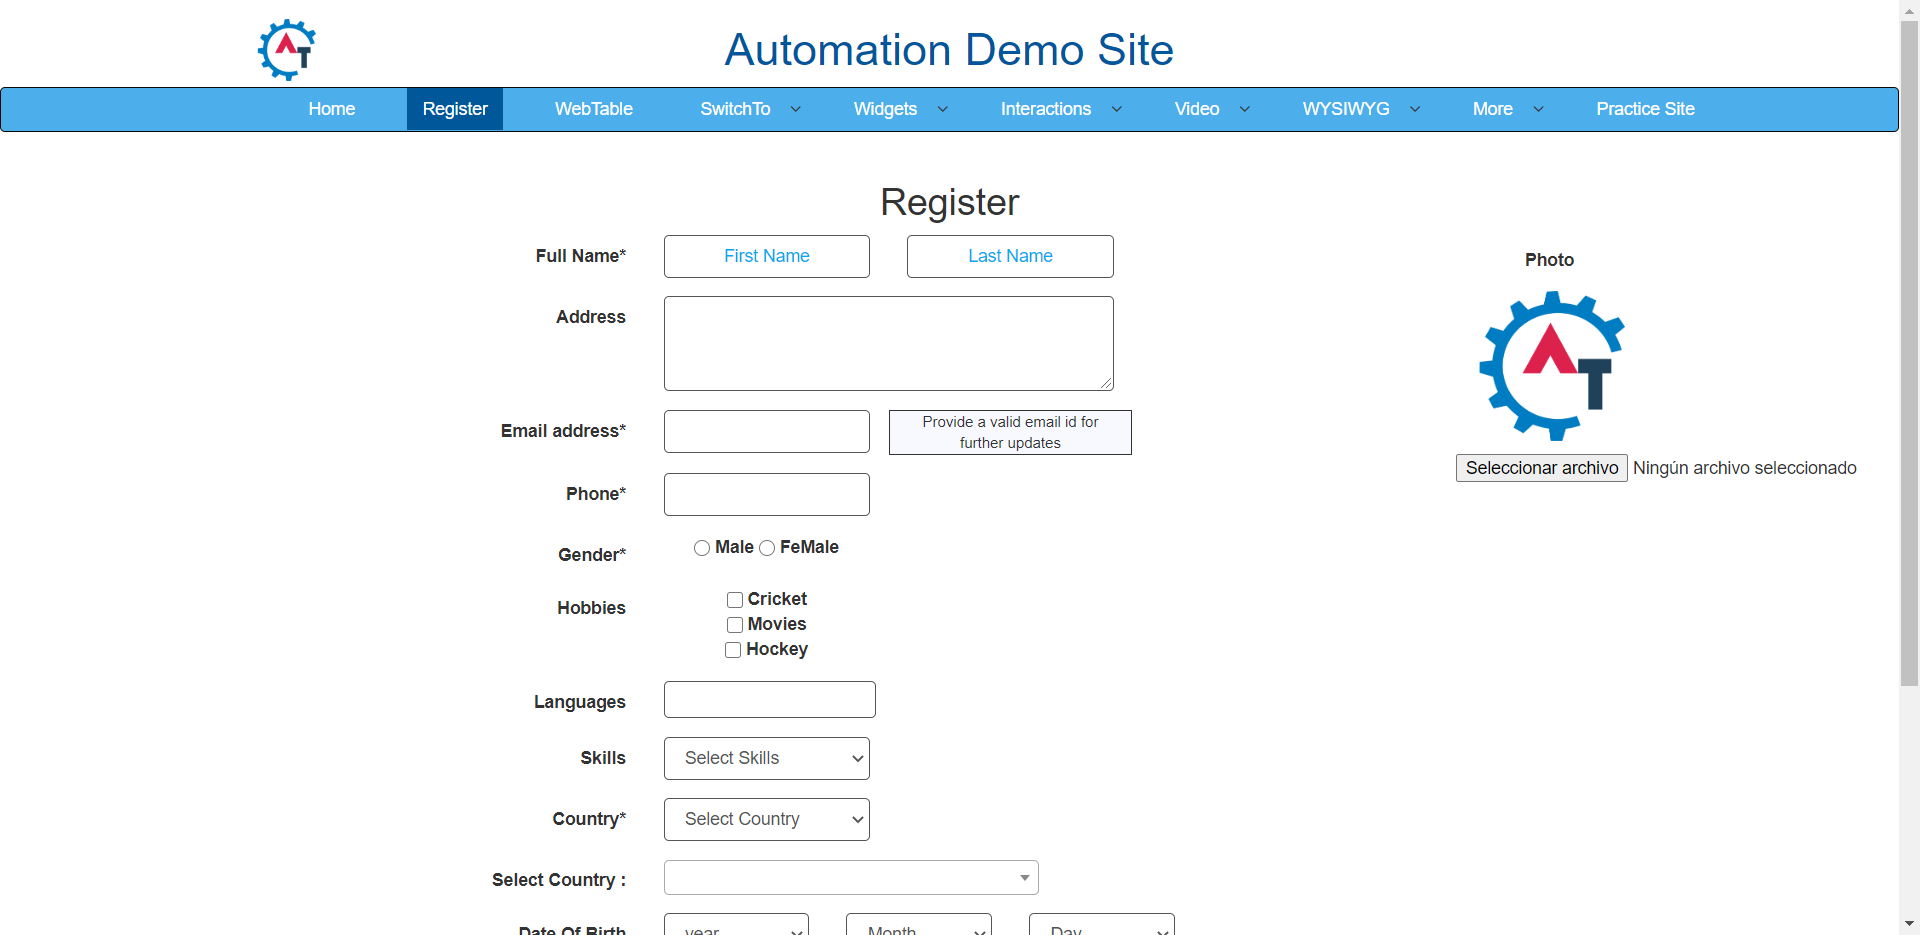 AT
Automation Demo Site
Home Register WebTable SwitchTo Widgets Interactions Video WYSIWYG More Practice Site
Register
Full Name* First Name Last Name
Photo
Address
AT
Email address* Provide a valid email id for
further updates
Seleccionar archivo Ningún archivo seleccionado
Phone*
Gender* Male FeMale
Hobbies Cricket
Movies
Hockey
Languages
Skills Select Skills
Country* Select Country
Select Country :
Date Of Birth year Month Day